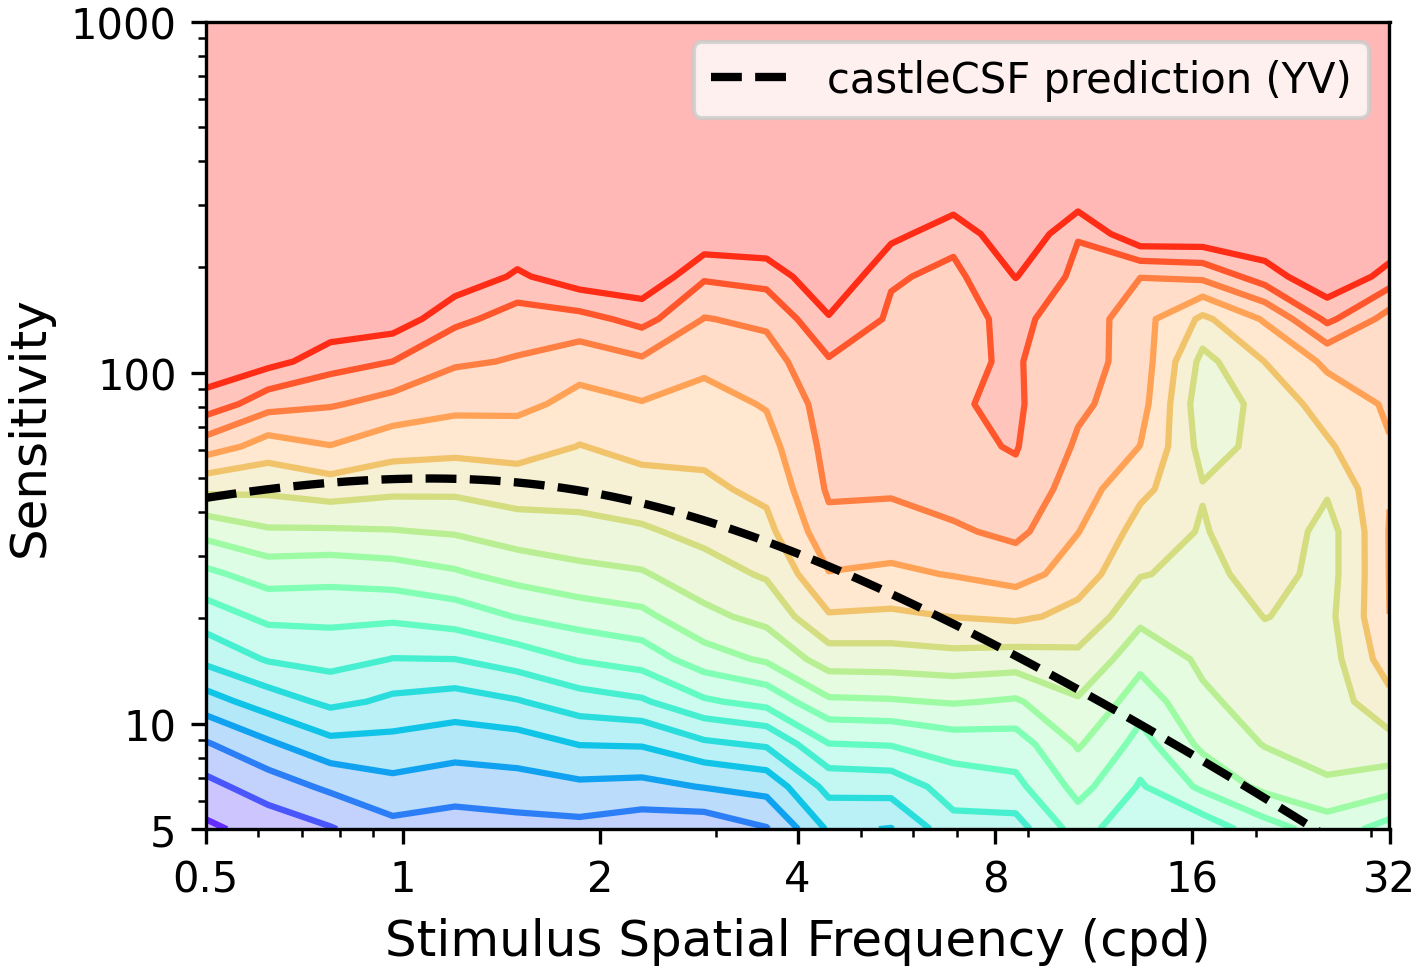 1000
castleCSF prediction (YV)
100
Sensitivity
10
5
0.5 1 2 4 8 16 32
Stimulus Spatial Frequency (cpd)